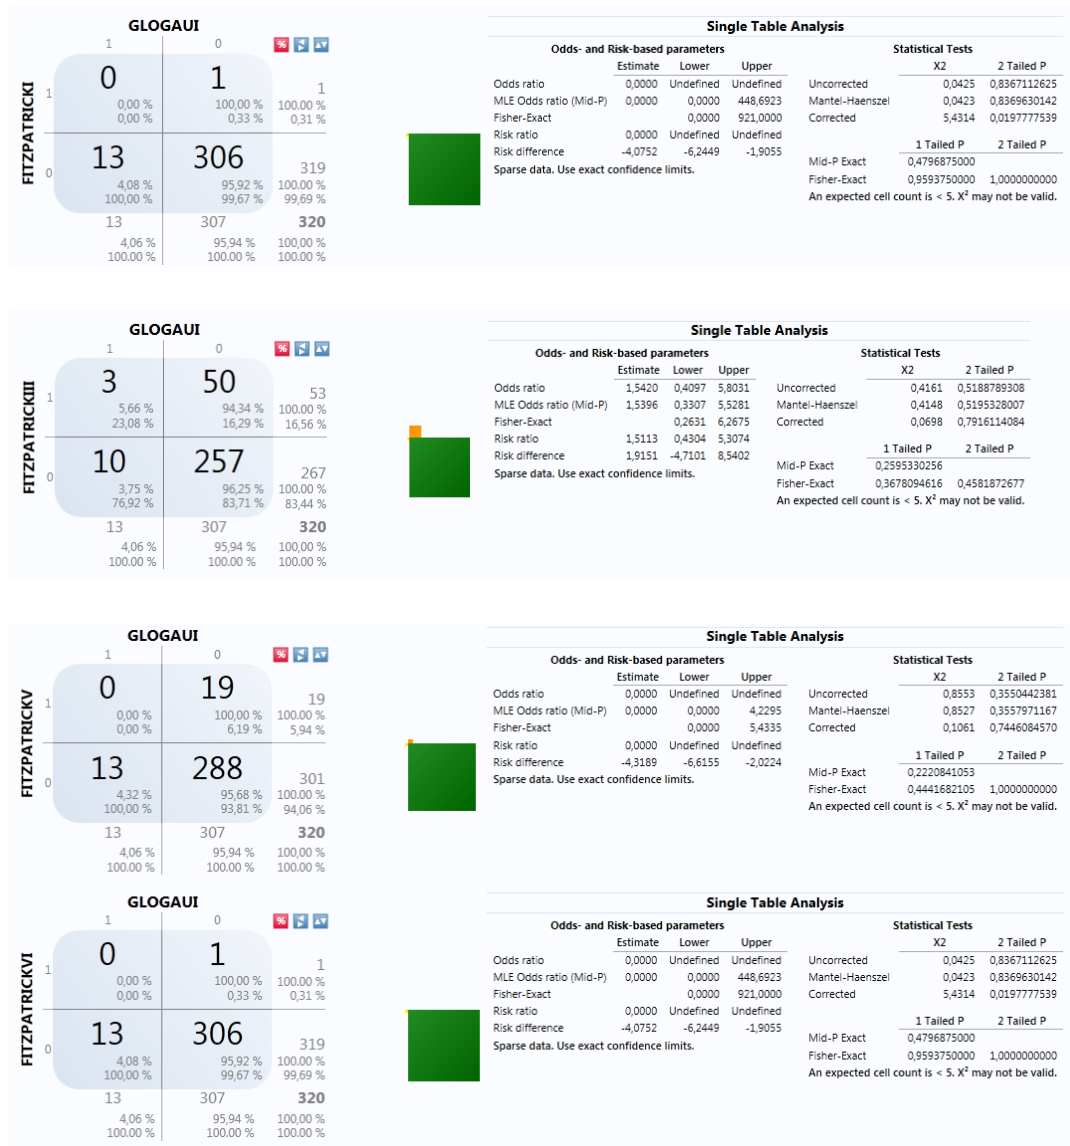 GLOGAUI
1 0 %
FITZPATRICKI
1 0 1 1
0,00 % 100,00 % 100.00 %
0,00 % 0,33 % 0,31 %
0 13 306 319
4,08 % 95,92 % 100.00 %
100,00 % 99,67 % 99,69 %
13 307 320
4,06 % 95,94 % 100,00 %
100.00 % 100.00 % 100.00 %
Single Table Analysis
Odds- and Risk-based parameters
Estimate Lower Upper
Odds ratio 0,0000 Undefined Undefined
MLE Odds ratio (Mid-P) 0,0000 0,0000 448,6923
Fisher-Exact 0,0000 921,0000
Risk ratio 0,0000 Undefined Undefined
Risk difference -4,0752 -6,2449 -1,9055
Sparse data. Use exact confidence limits.
Statistical Tests
X2 2 Tailed P
Uncorrected 0,0425 0,8367112625
Mantel-Haenszel 0,0423 0,8369630142
Corrected 5,4314 0,0197777539
1 Tailed P 2 Tailed P
Mid-P Exact 0,4796875000
Fisher-Exact 0,9593750000 1,0000000000
An expected cell count is < 5. X² may not be valid.
GLOGAUI
1 0 %
FITZPATRICKIII
1 3 50 53
5,66 % 94,34 % 100.00 %
23,08 % 16,29 % 16,56 %
0 10 257 267
3,75 % 96,25 % 100.00 %
76,92 % 83,71 % 83,44 %
13 307 320
4,06 % 95,94 % 100,00 %
100.00 % 100.00 % 100.00 %
Single Table Analysis
Odds- and Risk-based parameters
Estimate Lower Upper
Odds ratio 1,5420 0,4097 5,8031
MLE Odds ratio (Mid-P) 1,5396 0,3307 5,5281
Fisher-Exact 0,2631 6,2675
Risk ratio 1,5113 0,4304 5,3074
Risk difference 1,9151 -4,7101 8,5402
Sparse data. Use exact confidence limits.
Statistical Tests
X2 2 Tailed P
Uncorrected 0,4161 0,5188789308
Mantel-Haenszel 0,4148 0,5195328007
Corrected 0,0698 0,7916114084
1 Tailed P 2 Tailed P
Mid-P Exact 0,2595330256
Fisher-Exact 0,3678094616 0,4581872677
An expected cell count is < 5. X² may not be valid.
GLOGAUI
1 0 %
FITZPATRICKV
1 0 19 19
0,00 % 100,00 % 100.00 %
0,00 % 6,19 % 5,94 %
0 13 288 301
4,32 % 95,68 % 100.00 %
100,00 % 93,81 % 94,06 %
13 307 320
4,06 % 95,94 % 100,00 %
100.00 % 100.00 % 100.00 %
Single Table Analysis
Odds- and Risk-based parameters
Estimate Lower Upper
Odds ratio 0,0000 Undefined Undefined
MLE Odds ratio (Mid-P) 0,0000 0,0000 4,2295
Fisher-Exact 0,0000 5,4335
Risk ratio 0,0000 Undefined Undefined
Risk difference -4,3189 -6,6155 -2,0224
Sparse data. Use exact confidence limits.
Statistical Tests
X2 2 Tailed P
Uncorrected 0,8553 0,3550442381
Mantel-Haenszel 0,8527 0,3557971167
Corrected 0,1061 0,7446084570
1 Tailed P 2 Tailed P
Mid-P Exact 0,2220841053
Fisher-Exact 0,4441682105 1,0000000000
An expected cell count is < 5. X² may not be valid.
GLOGAUI
1 0 %
FITZPATRICKVI
1 0 1 1
0,00 % 100,00 % 100.00 %
0,00 % 0,33 % 0,31 %
0 13 306 319
4,08 % 95,92 % 100.00 %
100,00 % 99,67 % 99,69 %
13 307 320
4,06 % 95,94 % 100,00 %
100.00 % 100.00 % 100.00 %
Single Table Analysis
Odds- and Risk-based parameters
Estimate Lower Upper
Odds ratio 0,0000 Undefined Undefined
MLE Odds ratio (Mid-P) 0,0000 0,0000 448,6923
Fisher-Exact 0,0000 921,0000
Risk ratio 0,0000 Undefined Undefined
Risk difference -4,0752 -6,2449 -1,9055
Sparse data. Use exact confidence limits.
Statistical Tests
X2 2 Tailed P
Uncorrected 0,0425 0,8367112625
Mantel-Haenszel 0,0423 0,8369630142
Corrected 5,4314 0,0197777539
1 Tailed P 2 Tailed P
Mid-P Exact 0,4796875000
Fisher-Exact 0,9593750000 1,0000000000
An expected cell count is < 5. X² may not be valid.